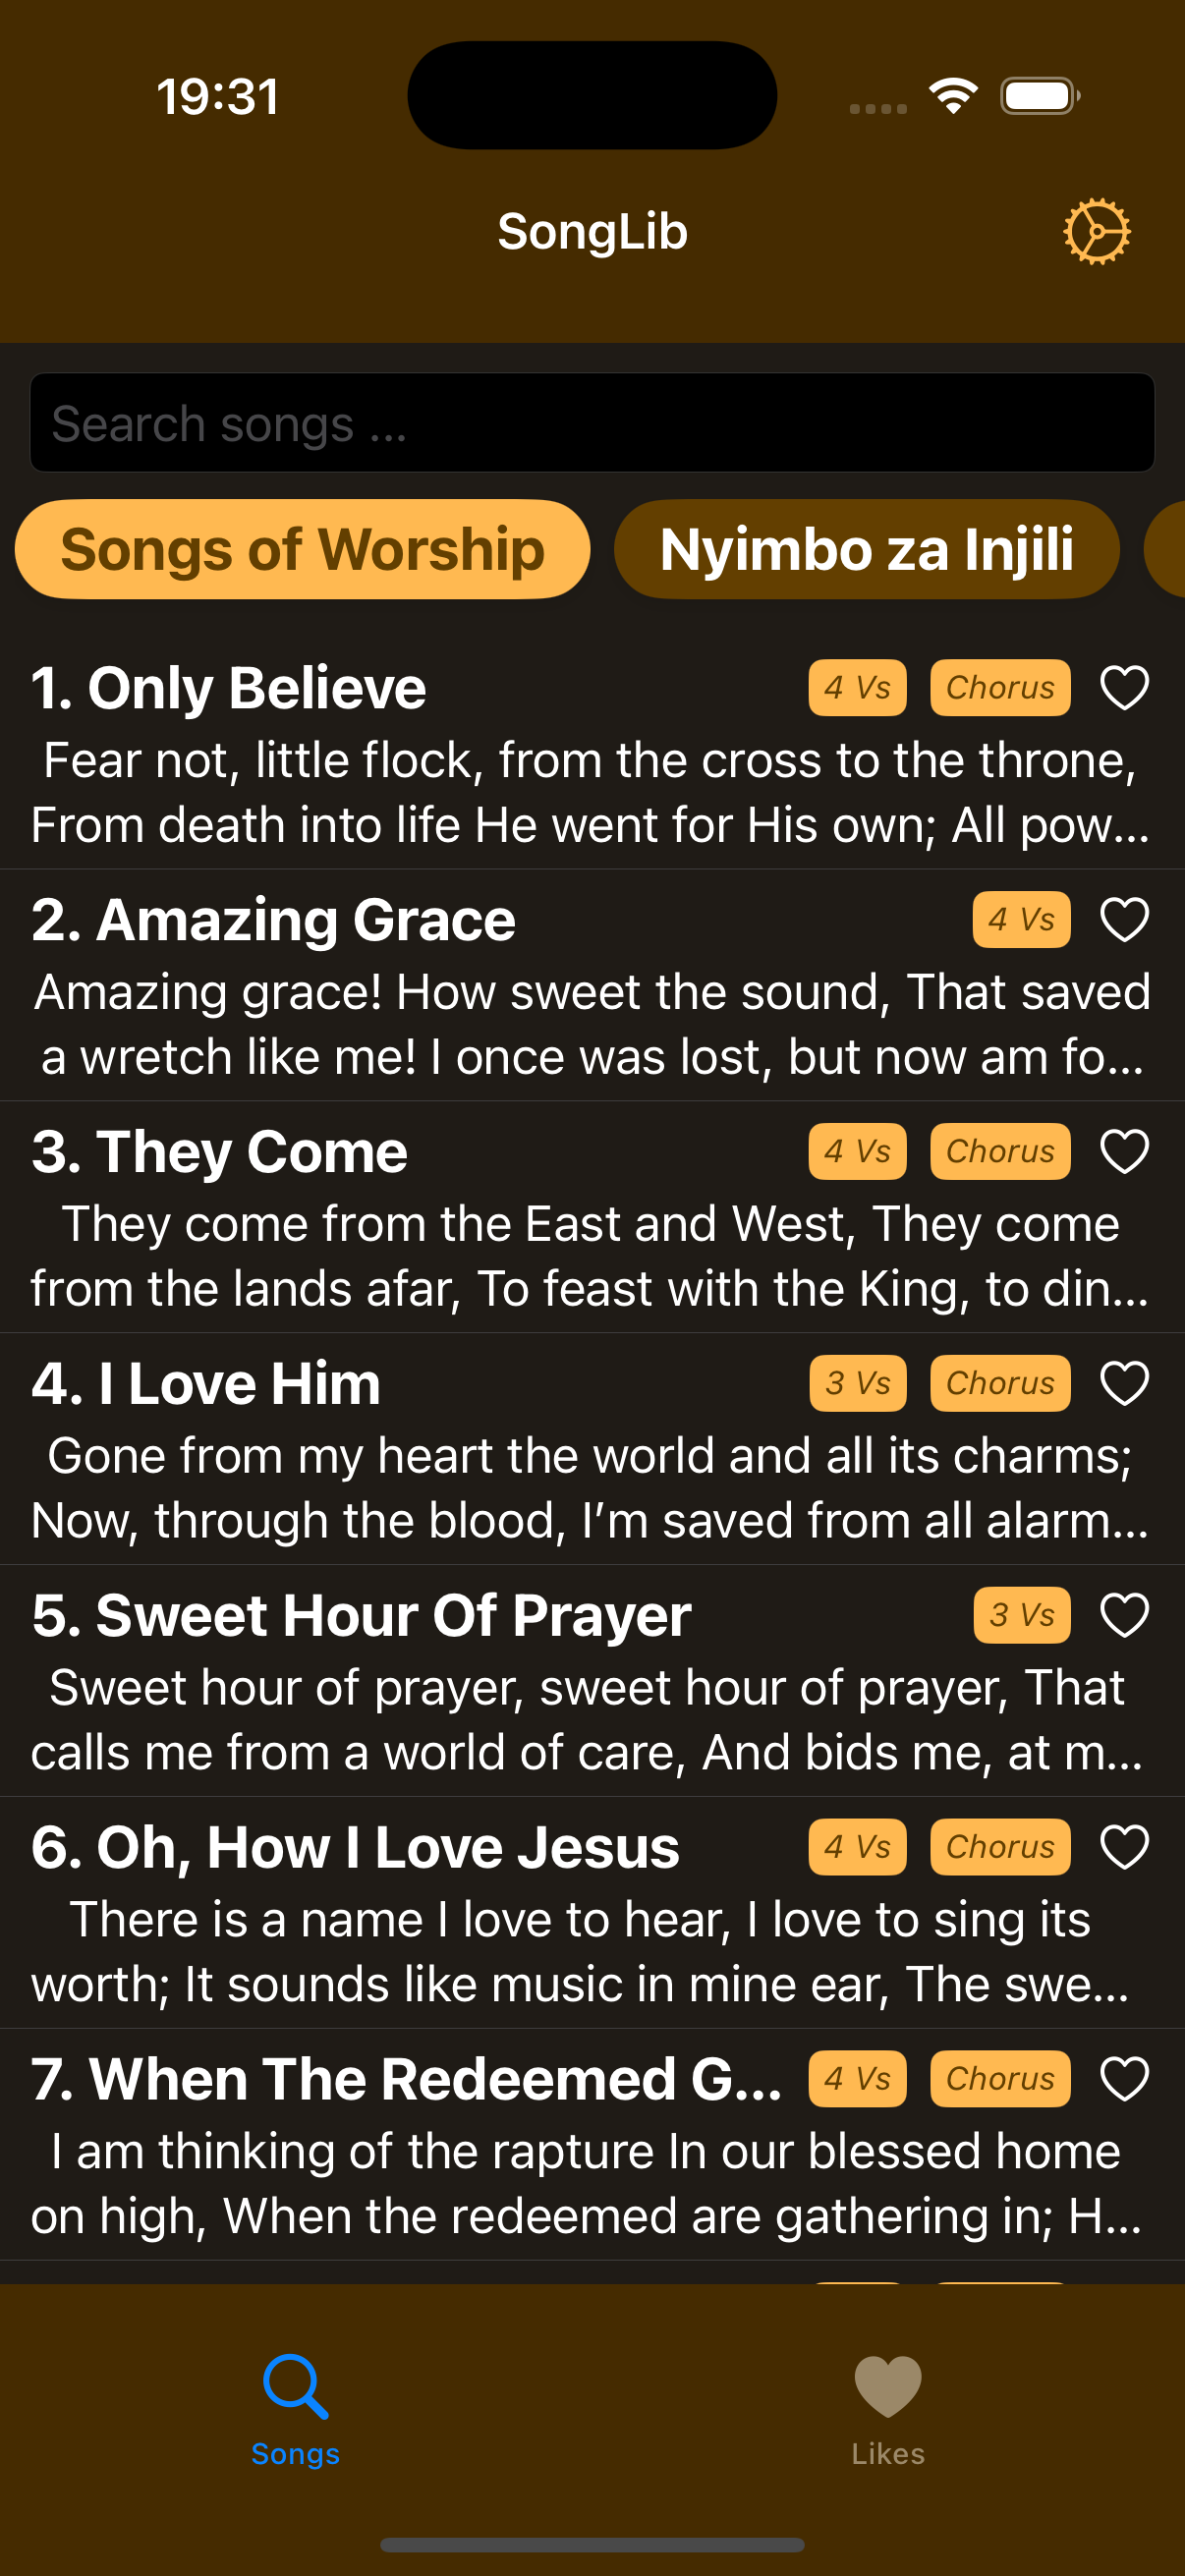 19:31
SongLib
Search songs ...
Songs of Worship
Nyimbo za Injili
1. Only Believe
4 Vs
Chorus
Fear not, little flock, from the cross to the throne,
From death into life He went for His own; All pow...
2. Amazing Grace
4 Vs
Amazing grace! How sweet the sound, That saved
a wretch like me! I once was lost, but now am fo...
3. They Come
4 Vs
Chorus
They come from the East and West, They come
from the lands afar, To feast with the King, to din...
4. I Love Him
3 Vs
Chorus
Gone from my heart the world and all its charms;
Now, through the blood, I’m saved from all alarm...
5. Sweet Hour Of Prayer
3 Vs
Sweet hour of prayer, sweet hour of prayer, That
calls me from a world of care, And bids me, at m...
6. Oh, How I Love Jesus
4 Vs
Chorus
There is a name I love to hear, I love to sing its
worth; It sounds like music in mine ear, The swe...
7. When The Redeemed G...
4 Vs
Chorus
I am thinking of the rapture In our blessed home
on high, When the redeemed are gathering in; H...
Songs
Likes